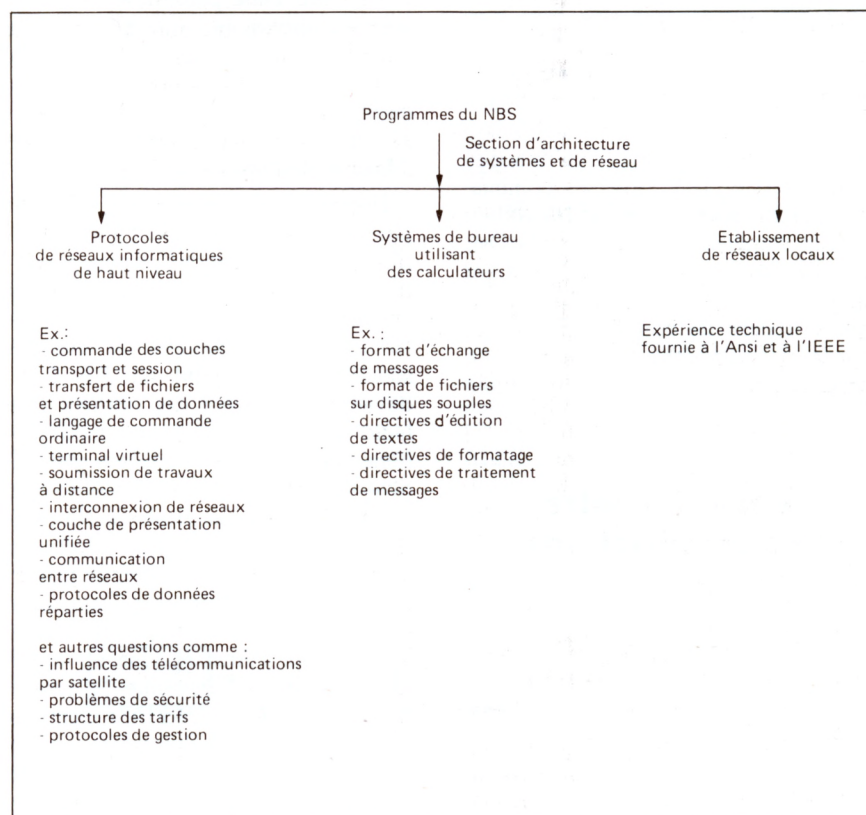 Programmes du NBS
Section d'architecture
de systèmes et de réseau
Protocoles
de réseaux informatiques
de haut niveau
Ex.:
- commande des couches
transport et session
- transfert de fichiers
et présentation de données
- langage de commande
ordinaire
- terminal virtuel
- soumission de travaux
à distance
- interconnexion de réseaux
- couche de présentation
unifiée
- communication
entre réseaux
- protocoles de données
réparties
et autres questions comme :
- influence des télécommunications
par satellite
- problèmes de sécurité
- structure des tarifs
- protocoles de gestion
Systèmes de bureau
utilisant
des calculateurs
Ex. :
- format d'échange
de messages
- format de fichiers
sur disques souples
- directives d'édition
de textes
- directives de formatage
- directives de traitement
de messages
Etablissement
de réseaux locaux
Expérience technique
fournie à l'Ansi et à l'IEEE